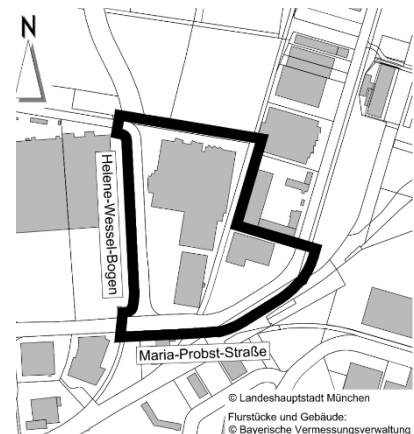 N
Helene-Wessel-Bogen
Maria-Probst-Straße
© Landeshauptstadt München
Flurstücke und Gebäude:
© Bayerische Vermessungsverwaltung